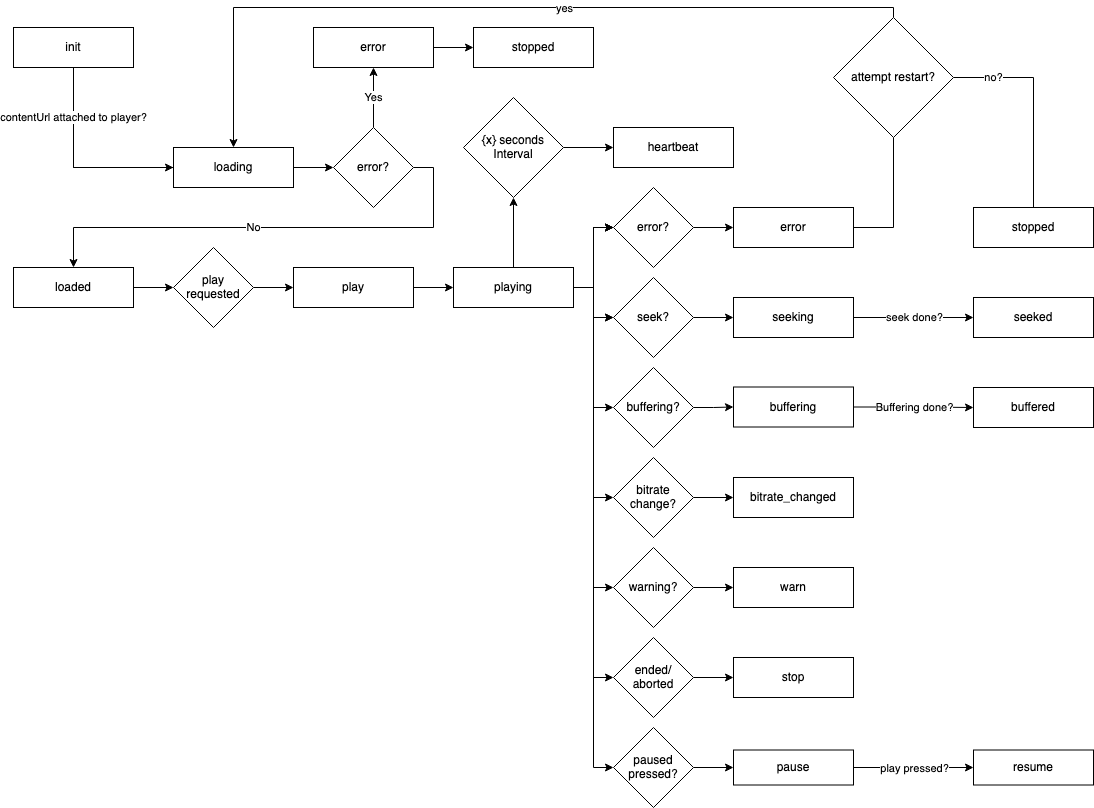 yes
init
error
stopped
attempt restart?
no?
Yes
contentUrl attached to player?
{x} seconds
Interval
heartbeat
loading
error?
No
error?
error
stopped
loaded
play
requested
play
playing
seek?
seeking
seek done?
seeked
buffering?
buffering
Buffering done?
buffered
bitrate
change?
bitrate_changed
warning?
warn
ended/
aborted
stop
paused
pressed?
pause
play pressed?
resume